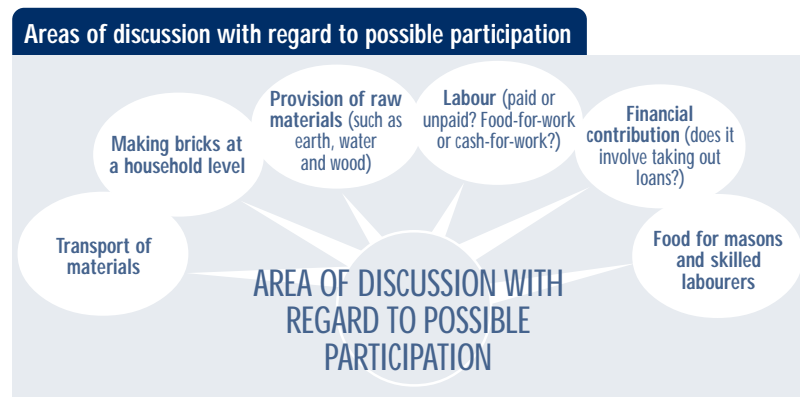 Areas of discussion with regard to possible participation
Transport of
materials
Making bricks at
a household level
Provision of raw
materials (such as
earth, water
and wood)
Labour (paid or
unpaid? Food-for-work
or cash-for-work?)
Financial
contribution (does it
involve taking out
loans?)
Food for masons
and skilled
labourers
AREA OF DISCUSSION WITH
REGARD TO POSSIBLE
PARTICIPATION